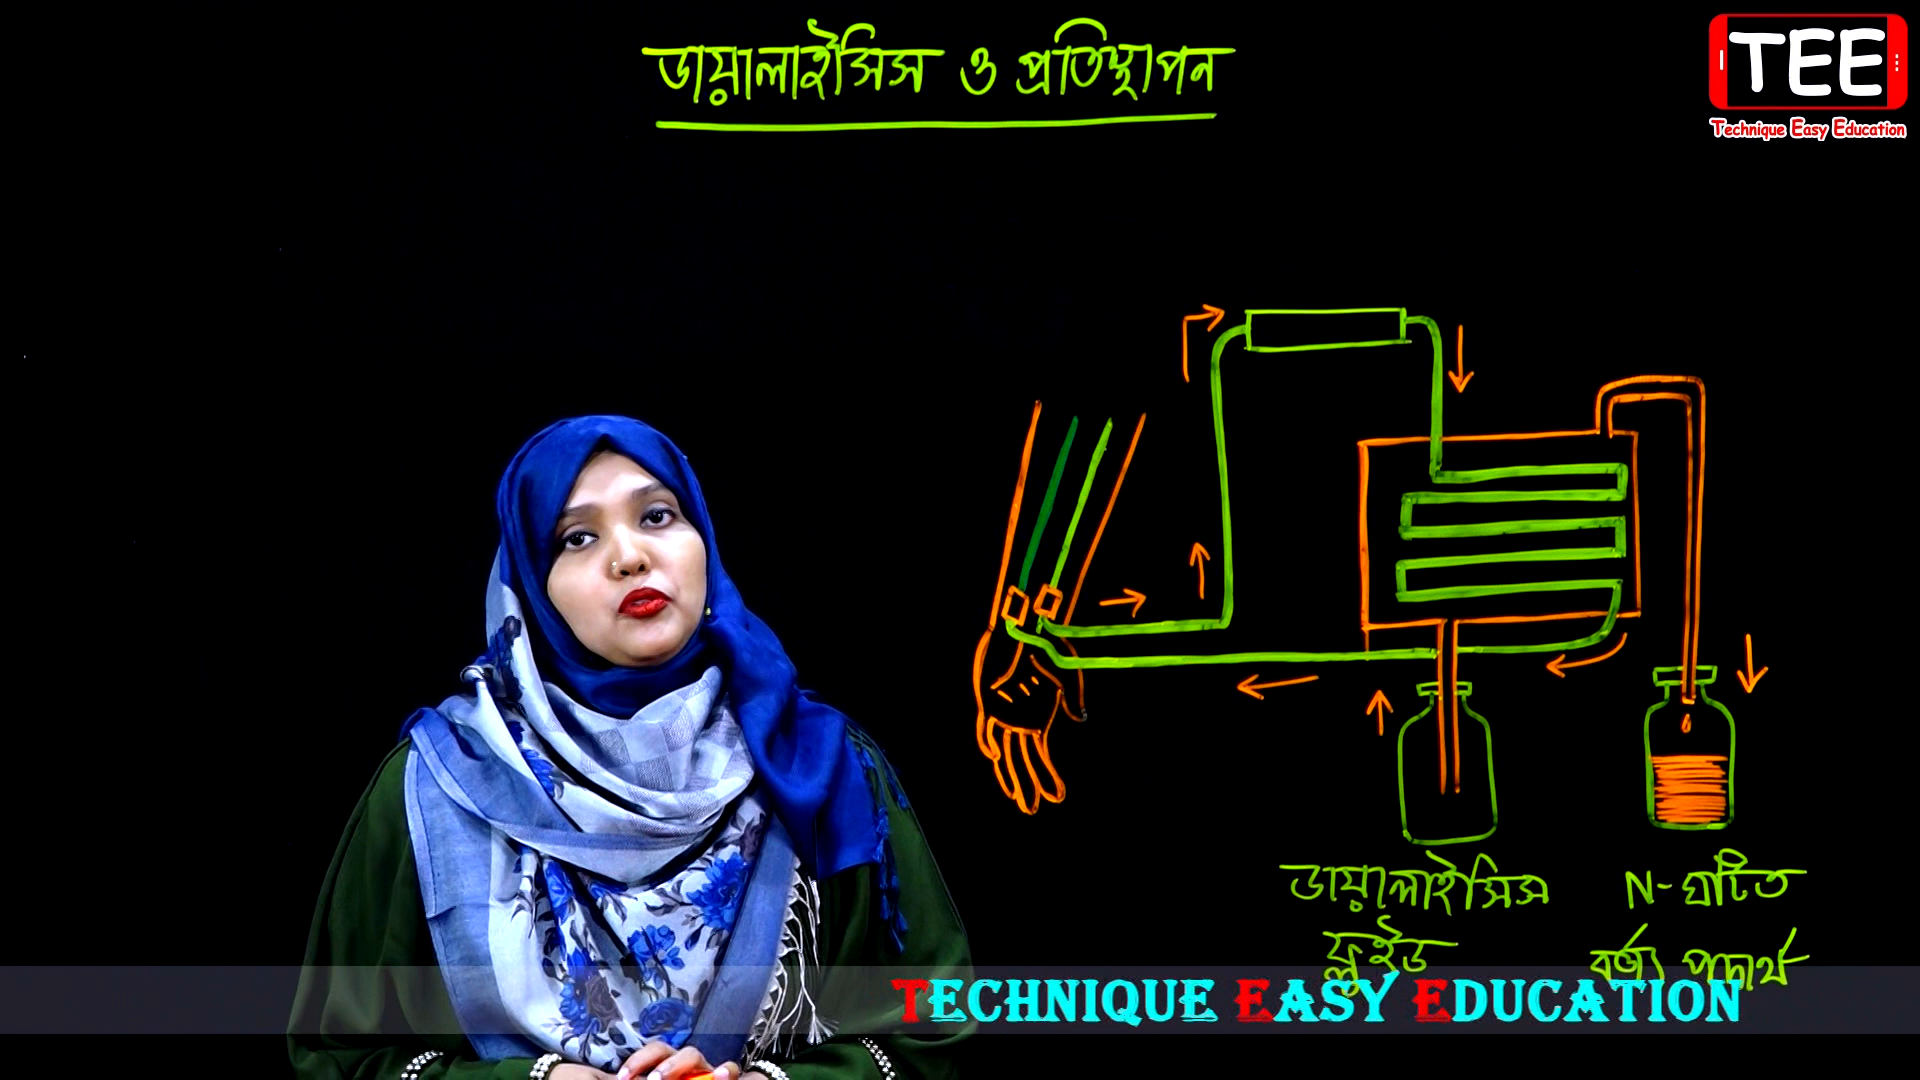 ডায়ালাইসিস ও প্রতিস্থাপন
TEE
Technique Easy Education
ডায়ালাইসিস
ফ্লুইড
N-ঘটিত
বর্জ্য পদার্থ
TECHNIQUE EASY EDUCATION